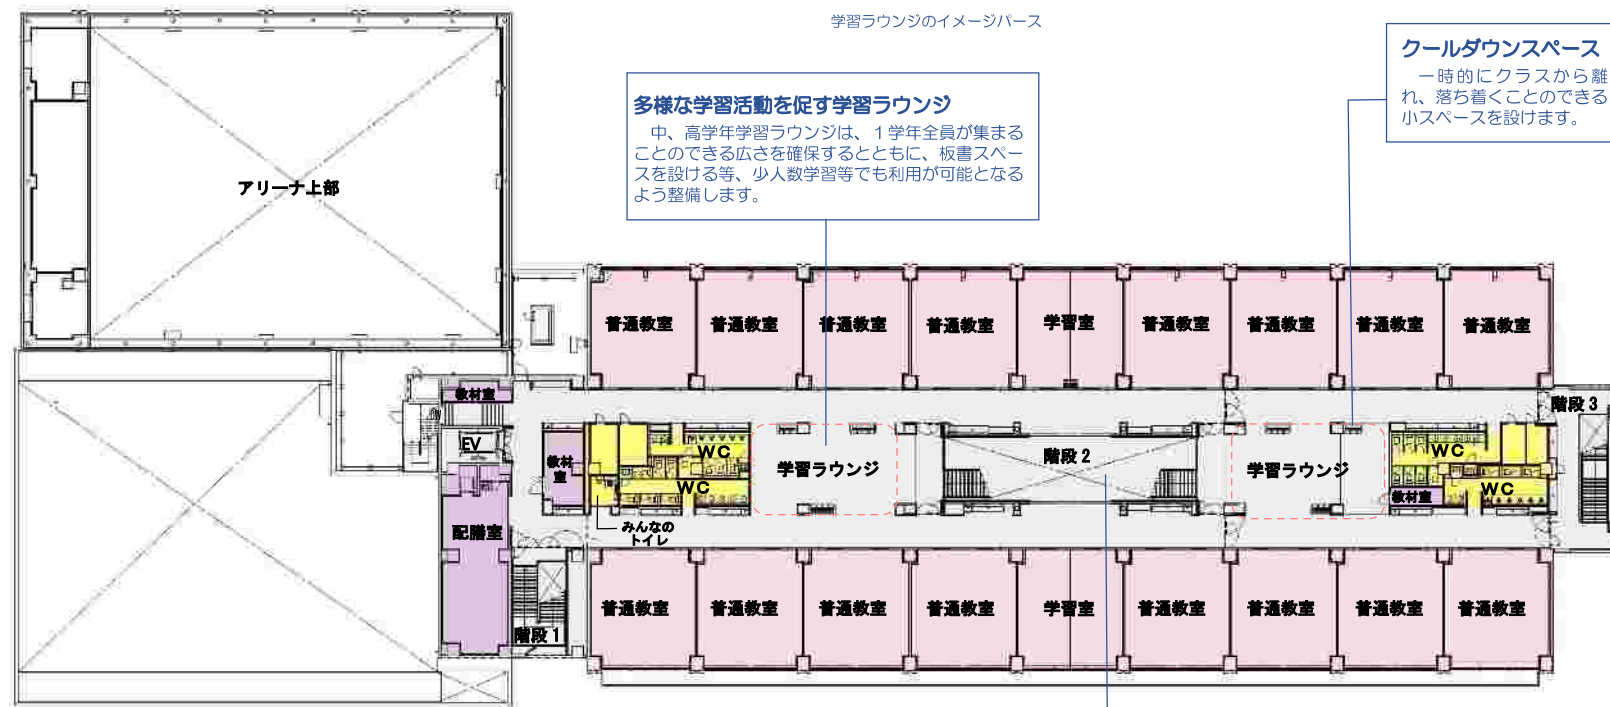 学習ラウンジのイメージパース
クールダウンスペース
一時的にクラスから離
れ、落ち着くことのできる
小スペースを設けます。
多様な学習活動を促す学習ラウンジ
中、高学年学習ラウンジは、１学年全員が集まる
ことのできる広さを確保するとともに、板書スペー
スを設ける等、少人数学習等でも利用が可能となる
よう整備します。
アリーナ上部
普通教室
普通教室
普通教室
普通教室
学習室
普通教室
普通教室
普通教室
普通教室
教材室
階段３
EV
教材
室
WC
WC
学習ラウンジ
階段２
学習ラウンジ
WC
WC
教材室
配膳室
みんなの
トイレ
階段１
普通教室
普通教室
普通教室
普通教室
学習室
普通教室
普通教室
普通教室
普通教室